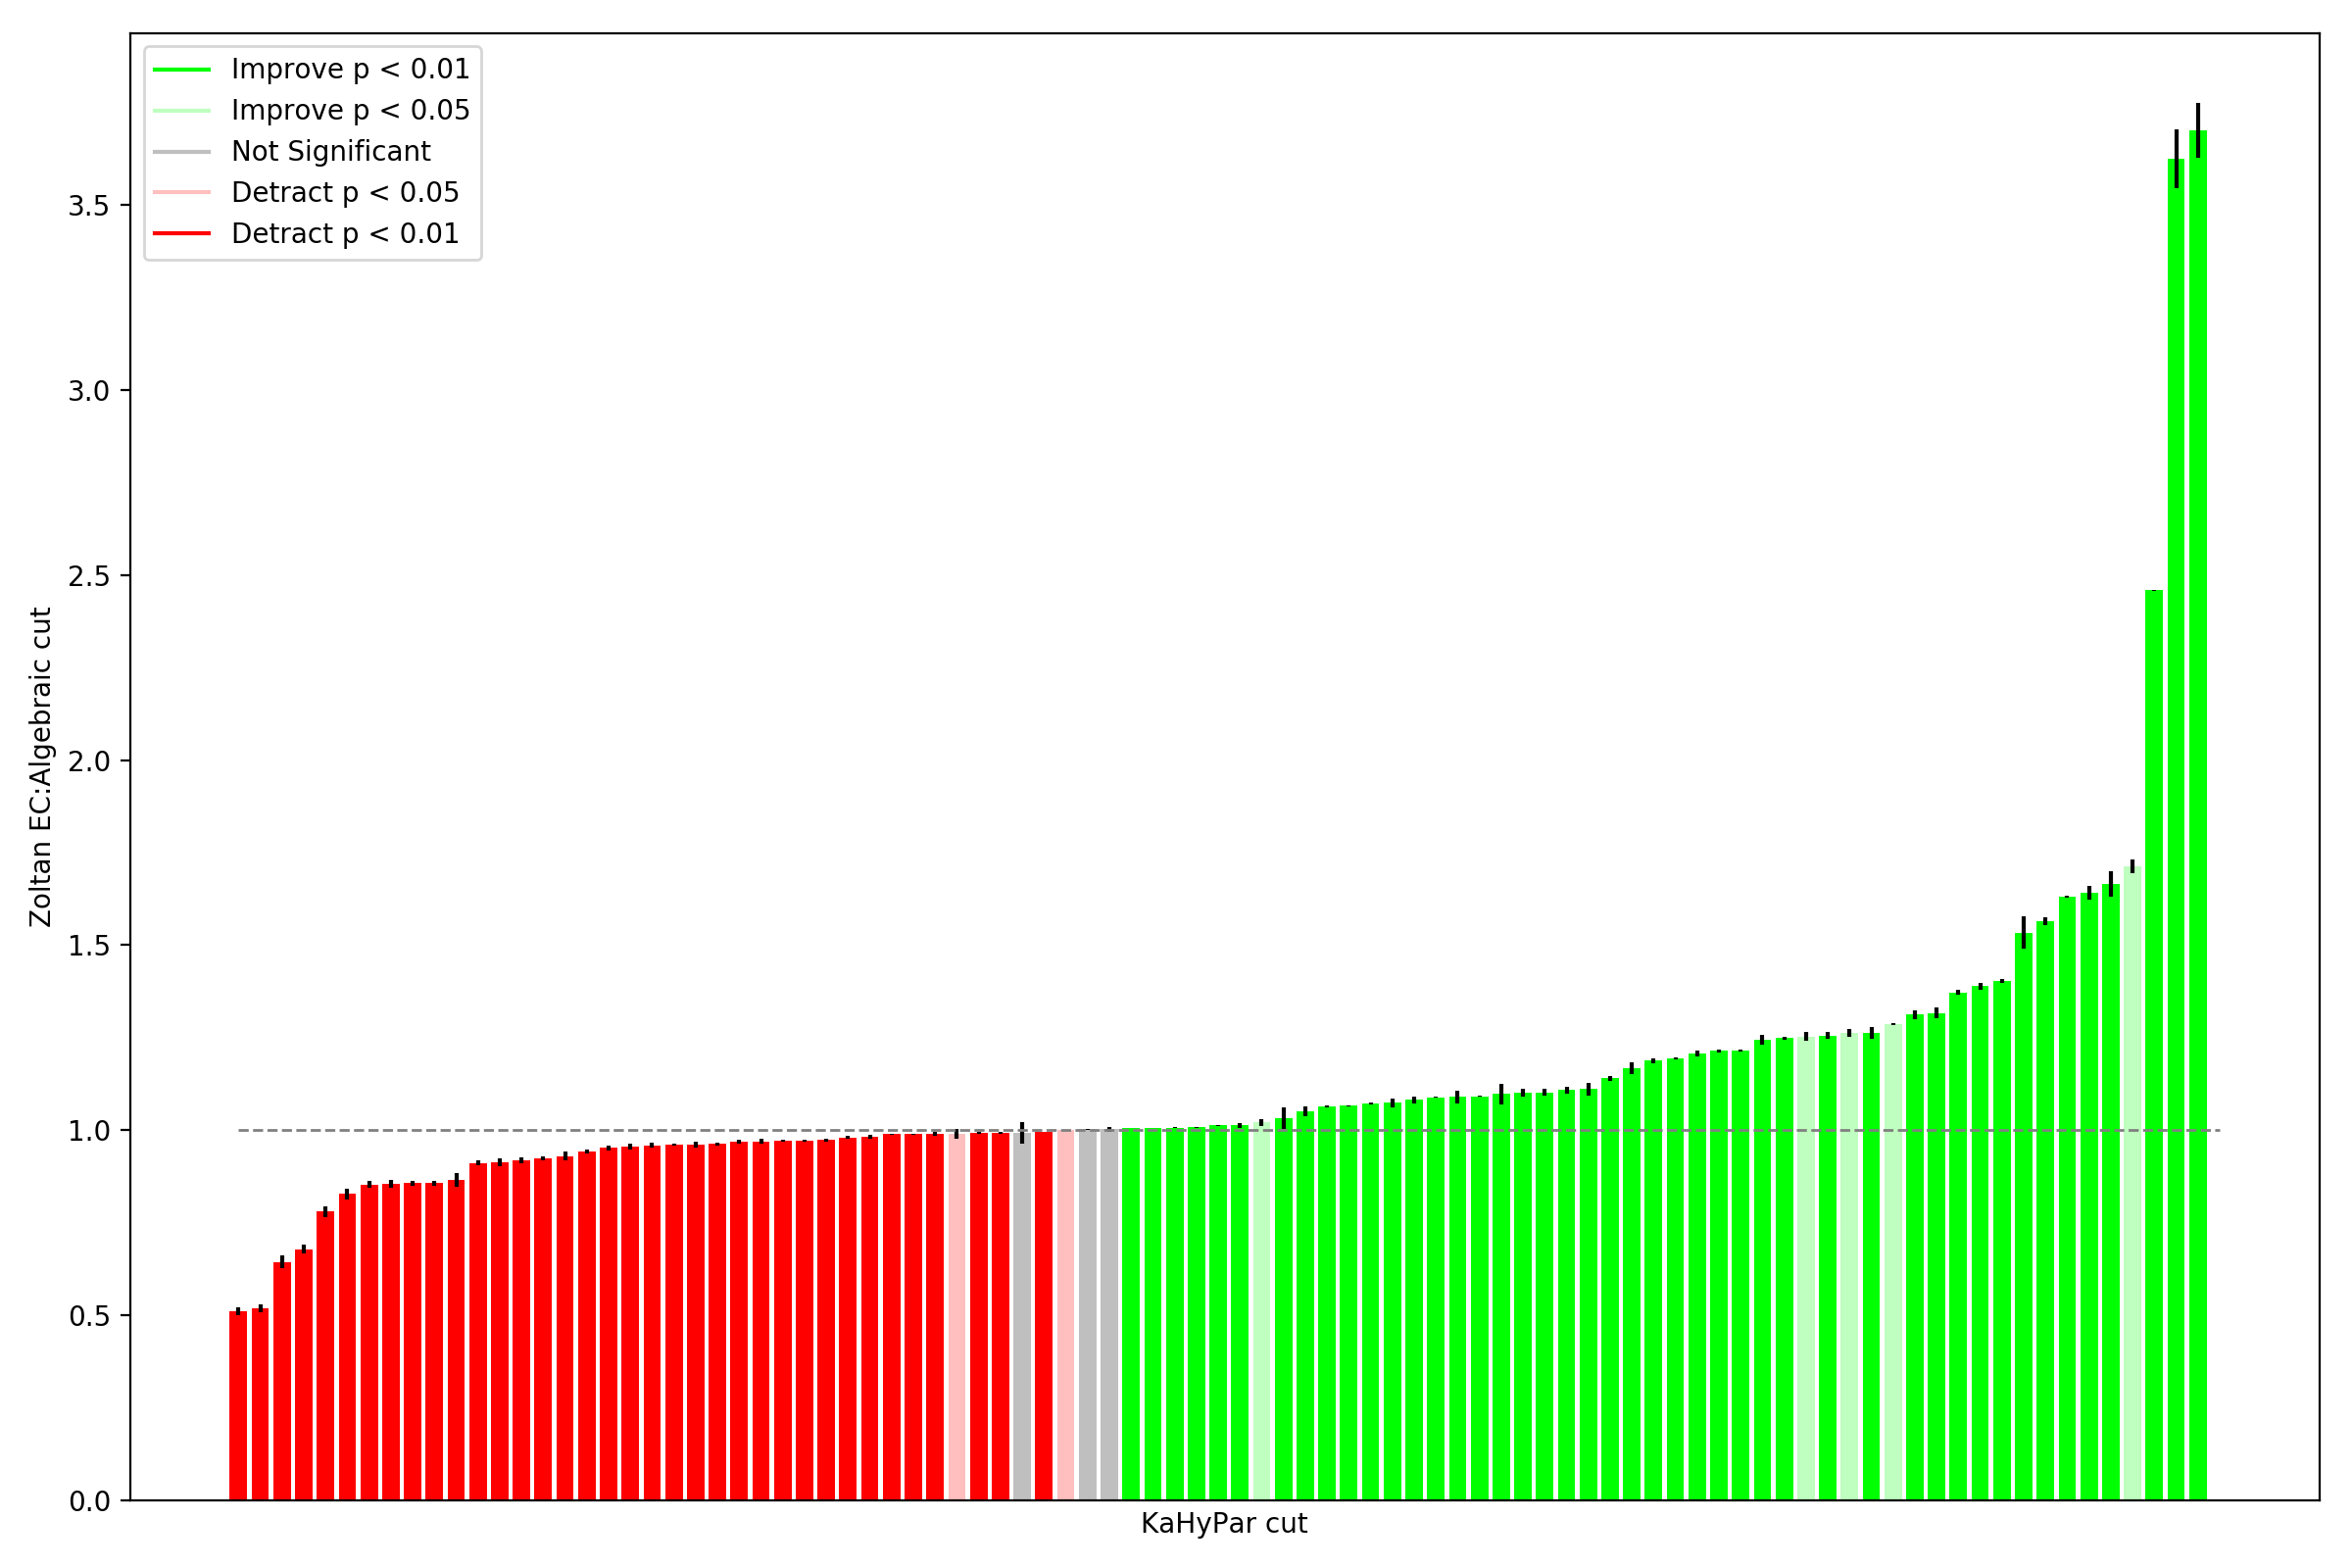 Improve p < 0.01
Improve p < 0.05
Not Significant
Detract p < 0.05
Detract p < 0.01
3.5
3.0
2.5
2.0
1.5
1.0
0.5
0.0
Zoltan EC:Algebraic cut
KaHyPar cut